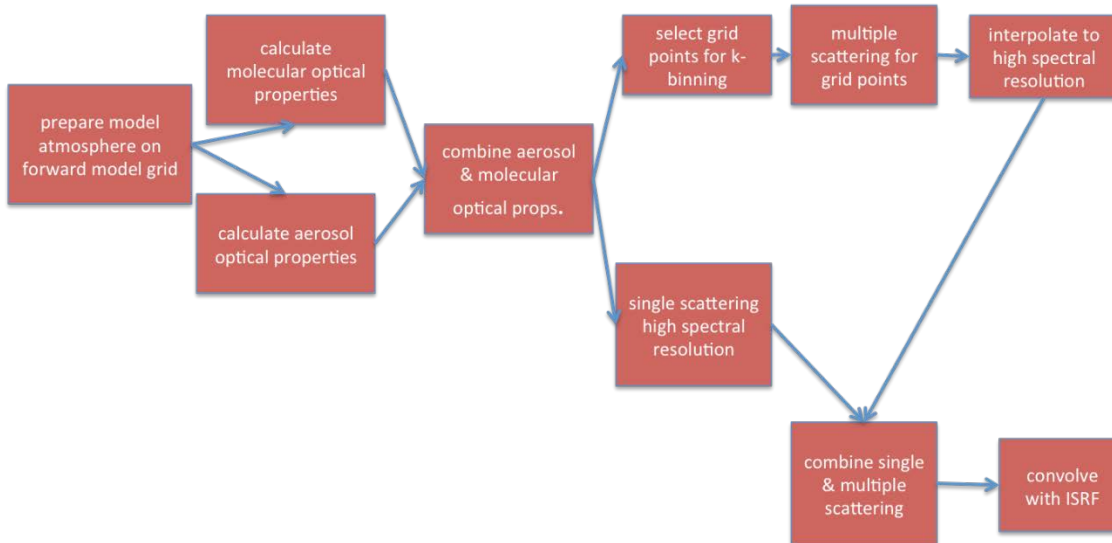 prepare model
atmosphere on
forward model grid
calculate
molecular optical
properties
calculate aerosol
optical properties
combine aerosol
& molecular
optical props.
select grid
points for k-
binning
multiple
scattering for
grid points
interpolate to
high spectral
resolution
single scattering
high spectral
resolution
combine single
& multiple
scattering
convolve
with ISRF